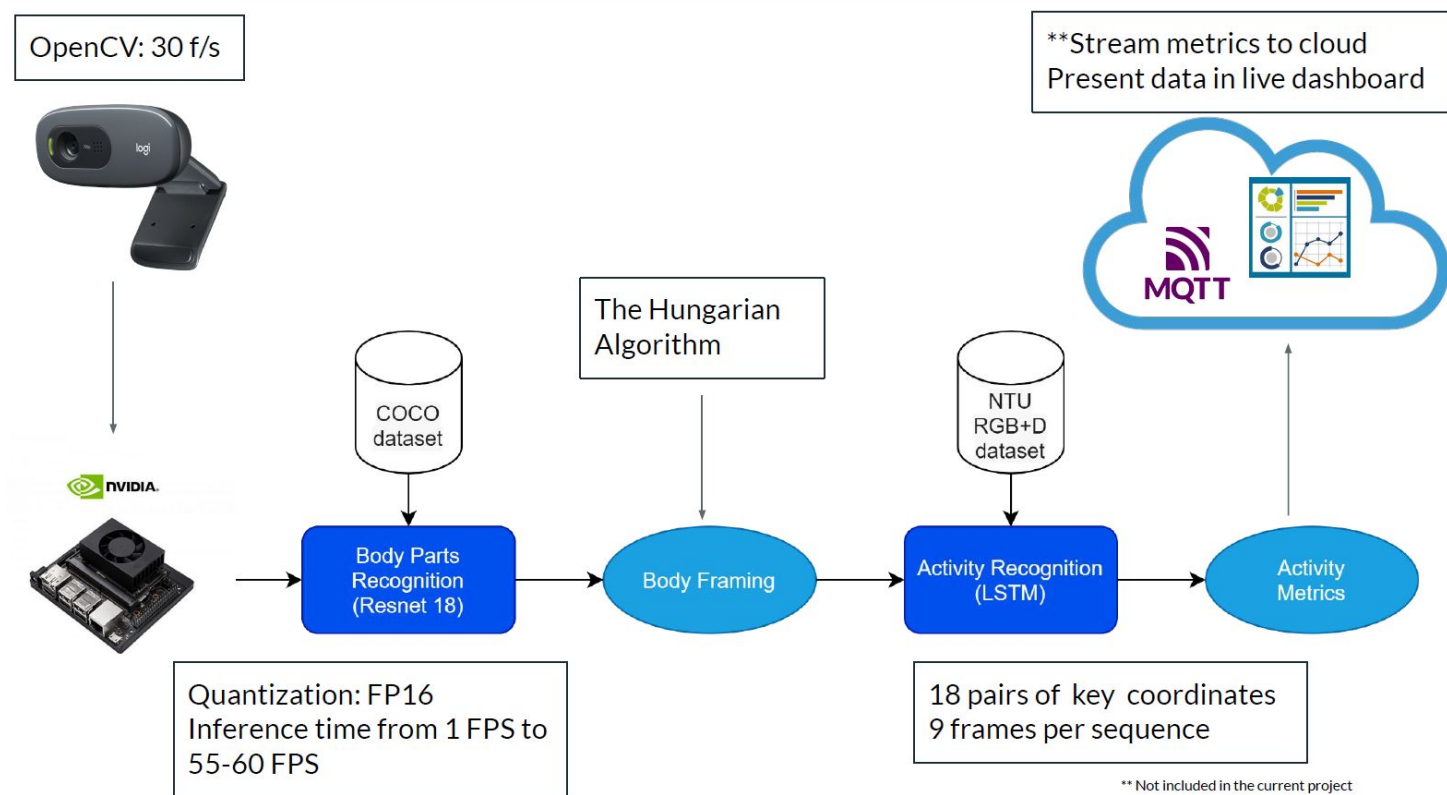 OpenCV: 30 f/s
**Stream metrics to cloud
Present data in live dashboard
logi
MQTT
The Hungarian
Algorithm
COCO
dataset
NTU
RGB+D
dataset
NVIDIA.
Body Parts
Recognition
(Resnet 18)
Body Framing
Activity Recognition
(LSTM)
Activity
Metrics
Quantization: FP16
Inference time from 1 FPS to
55-60 FPS
18 pairs of key coordinates
9 frames per sequence
** Not included in the current project